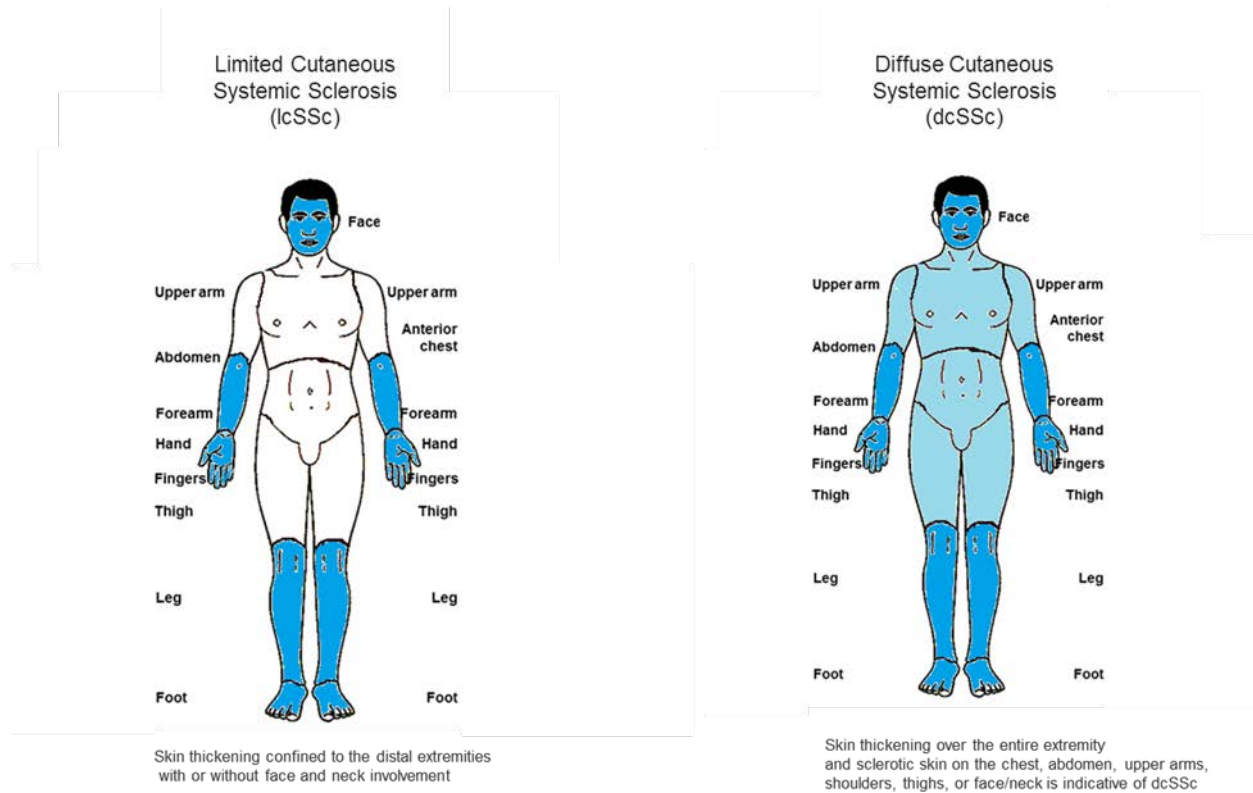 Limited Cutaneous
Systemic Sclerosis
(lcSSc)
Face
Upper arm
Upper arm
Anterior
chest
Abdomen
Forearm
Forearm
Hand
Hand
Fingers
Fingers
Thigh
Thigh
Leg
Leg
Foot
Foot
Skin thickening confined to the distal extremities
with or without face and neck involvement
Diffuse Cutaneous
Systemic Sclerosis
(dcSSc)
Face
Upper arm
Upper arm
Anterior
chest
Abdomen
Forearm
Forearm
Hand
Hand
Fingers
Fingers
Thigh
Thigh
Leg
Leg
Foot
Foot
Skin thickening over the entire extremity
and sclerotic skin on the chest, abdomen, upper arms,
shoulders, thighs, or face/neck is indicative of dcSSc